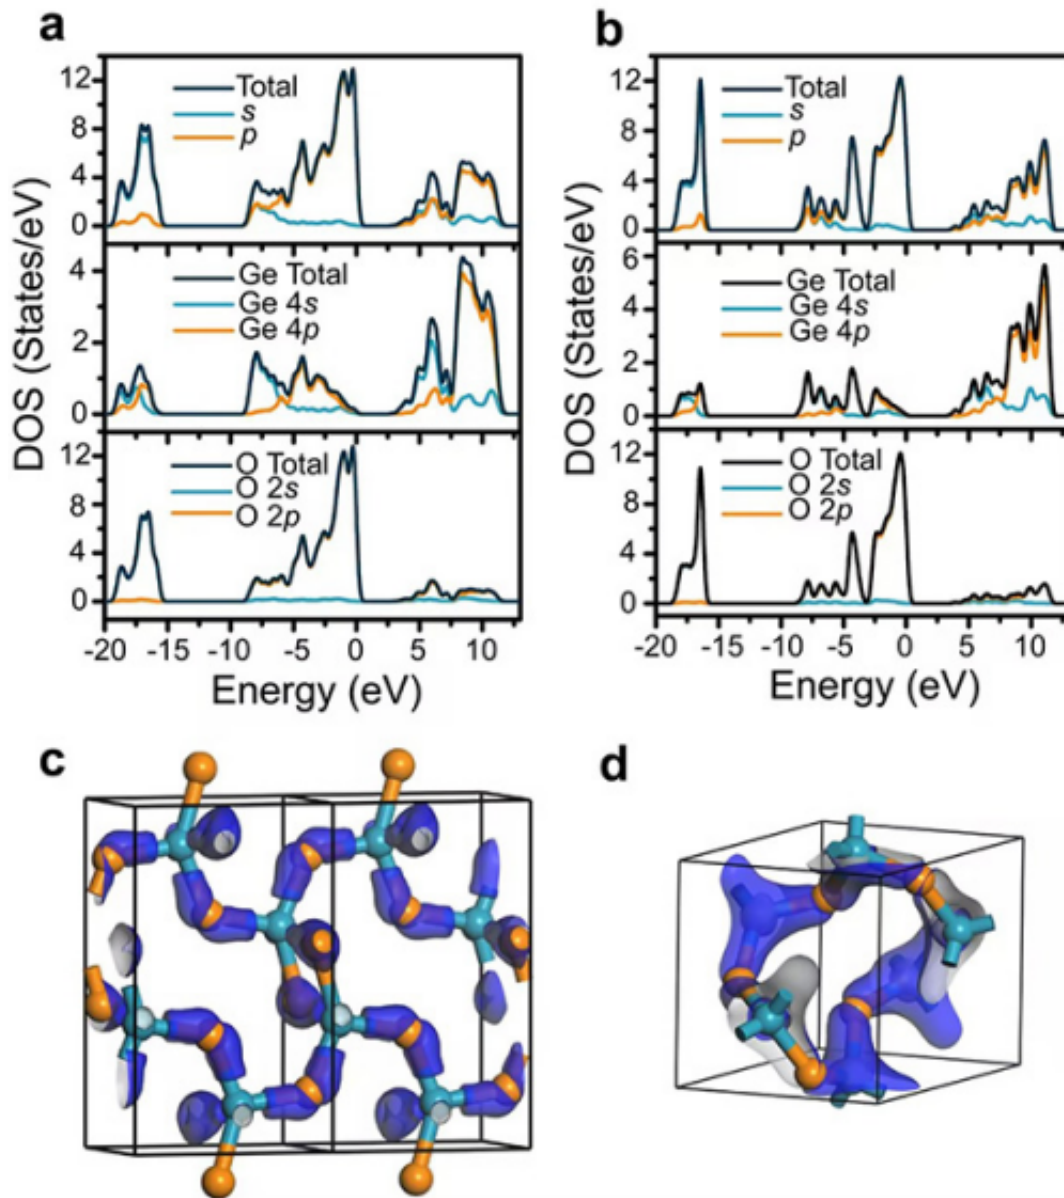 a
b
12
8
4
0
Total
s
p
12
8
4
0
Total
s
p
DOS (States/eV)
4
2
0
Ge Total
Ge 4s
Ge 4p
DOS (States/eV)
6
4
2
0
Ge Total
Ge 4s
Ge 4p
12
8
4
0
O Total
O 2s
O 2p
12
8
4
0
O Total
O 2s
O 2p
-20 -15 -10 -5 0 5 10
-20 -15 -10 -5 0 5 10
Energy (eV)
Energy (eV)
c
d